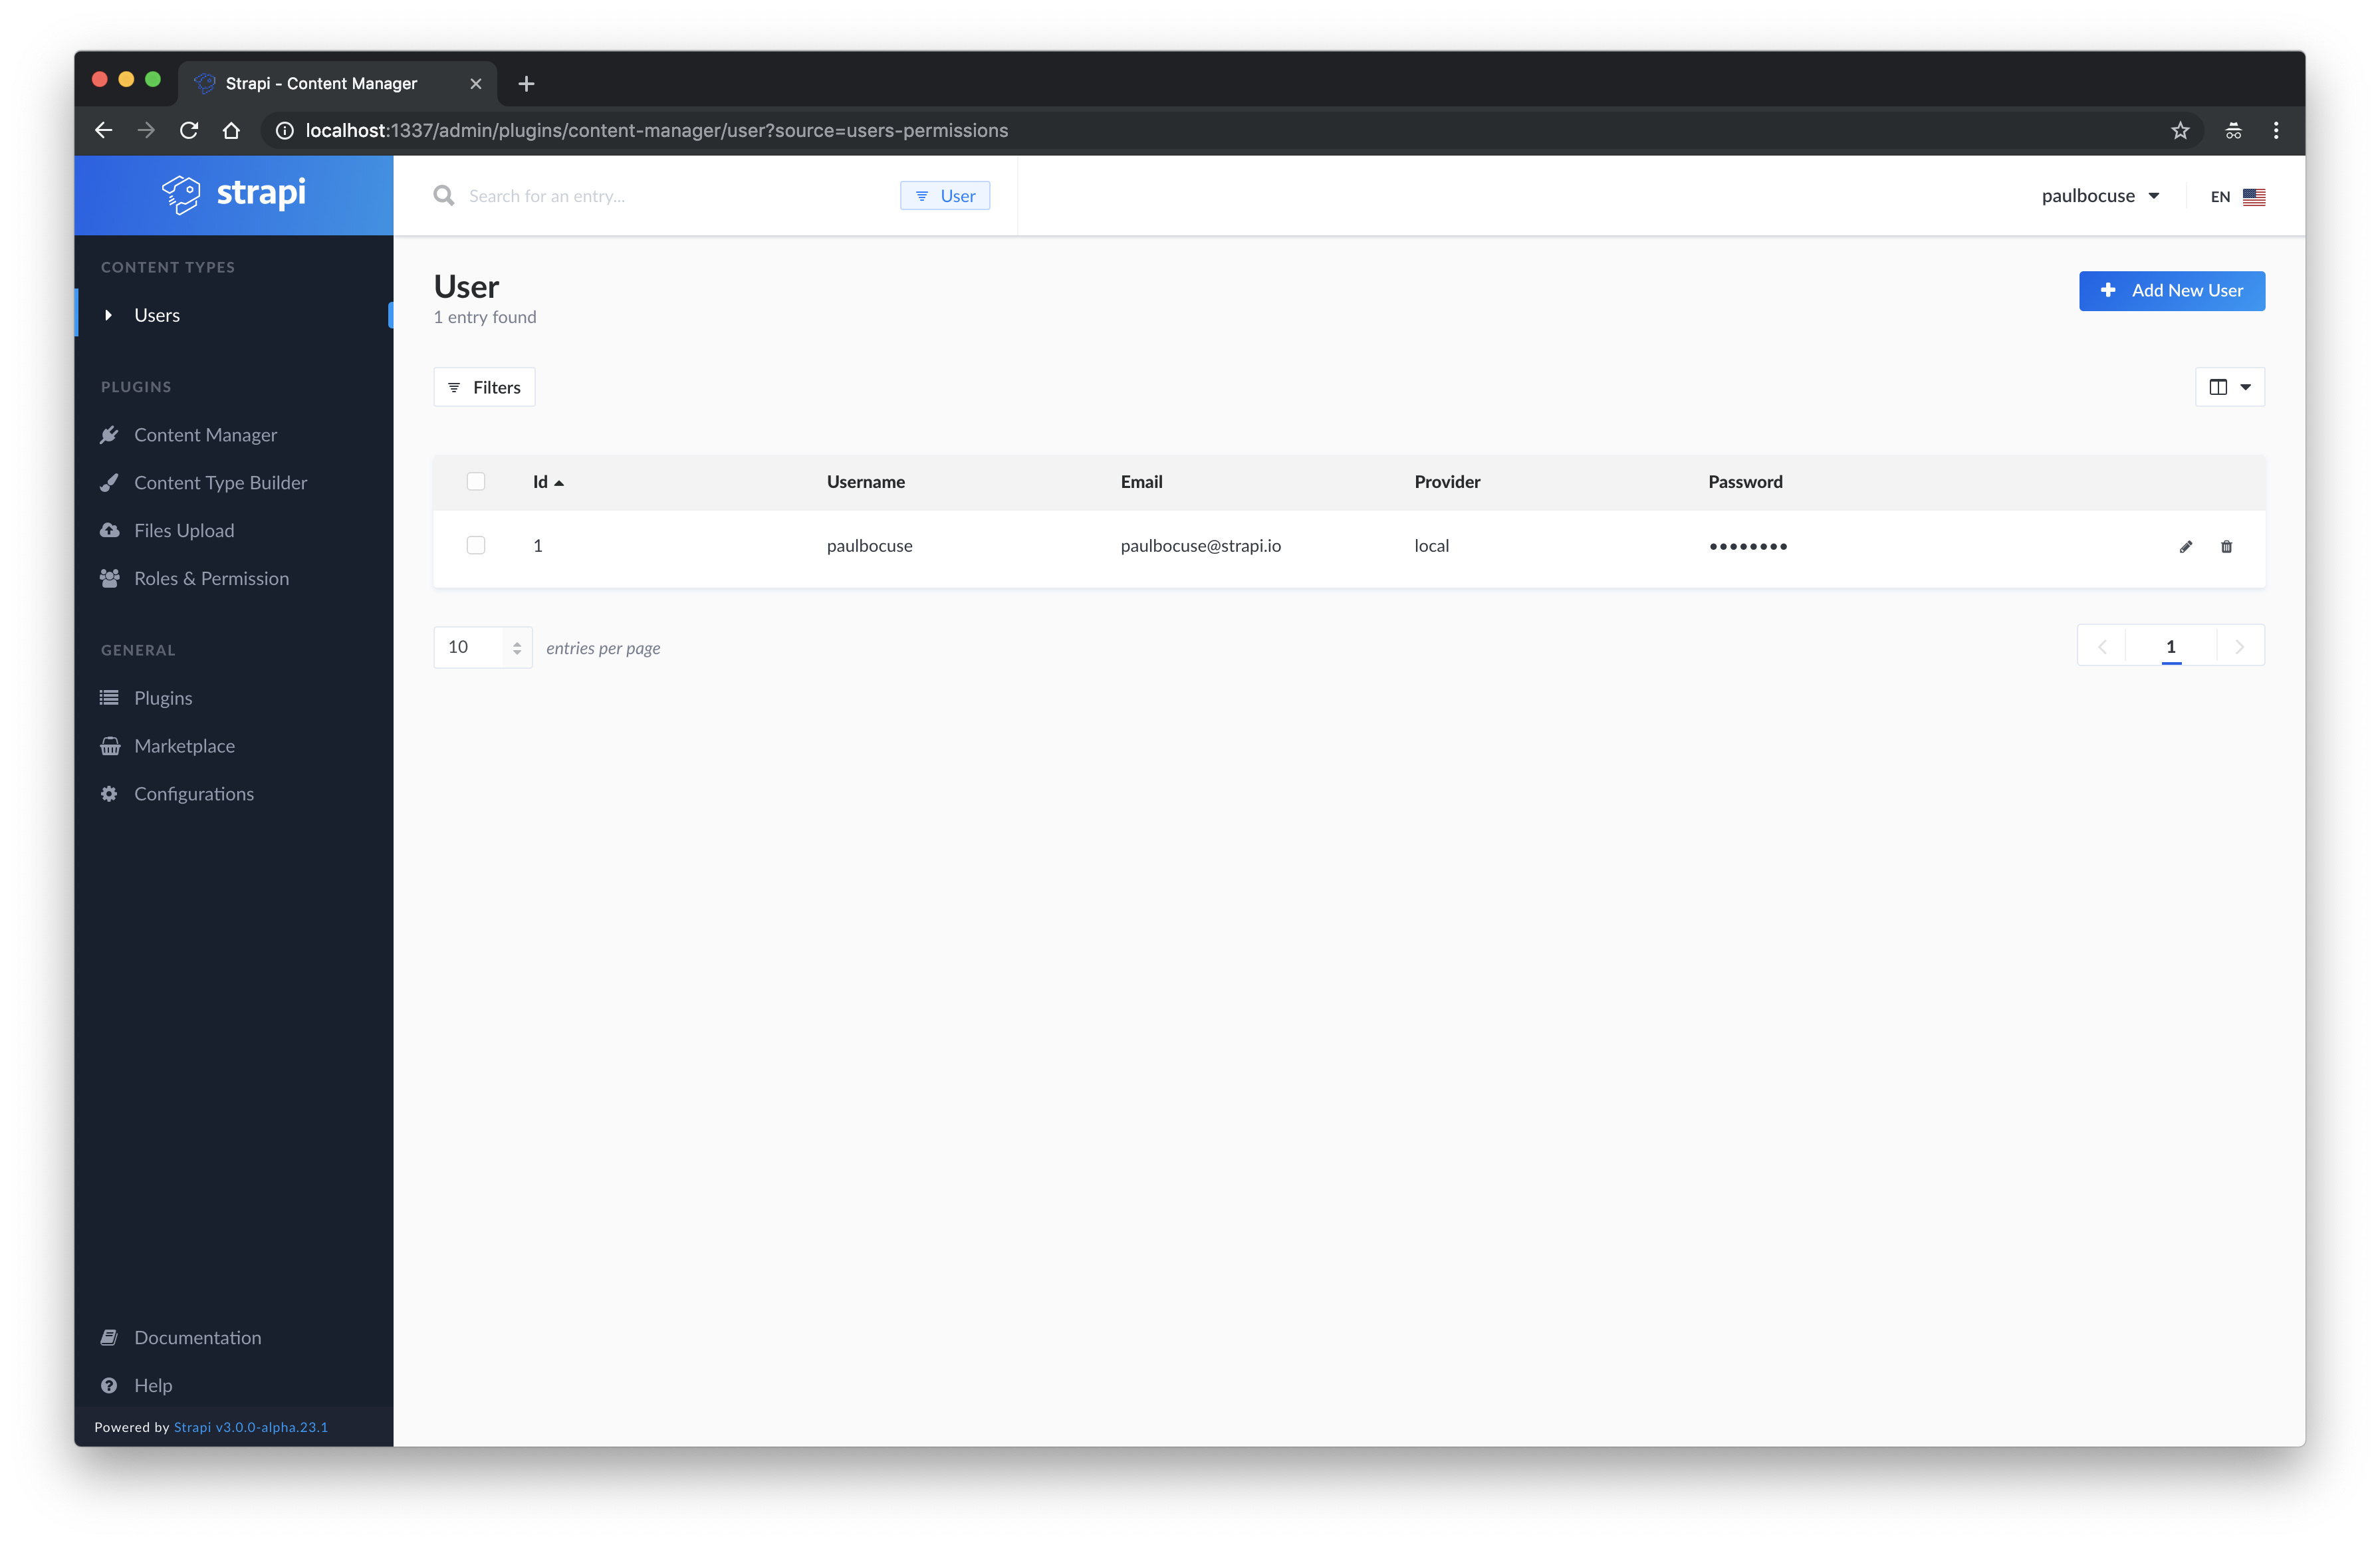 Strapi - Content Manager
localhost:1337/admin/plugins/content-manager/user?source=users-permissions
strapi
Search for an entry...
User
paulbocuse
EN
CONTENT TYPES
Users
PLUGINS
Content Manager
Content Type Builder
Files Upload
Roles & Permission
GENERAL
Plugins
Marketplace
Configurations
Documentation
Help
Powered by Strapi v3.0.0-alpha.23.1
User
1 entry found
Add New User
Filters
Id Username Email Provider Password
1 paulbocuse paulbocuse@strapi.io local ••••••••
10 entries per page
1